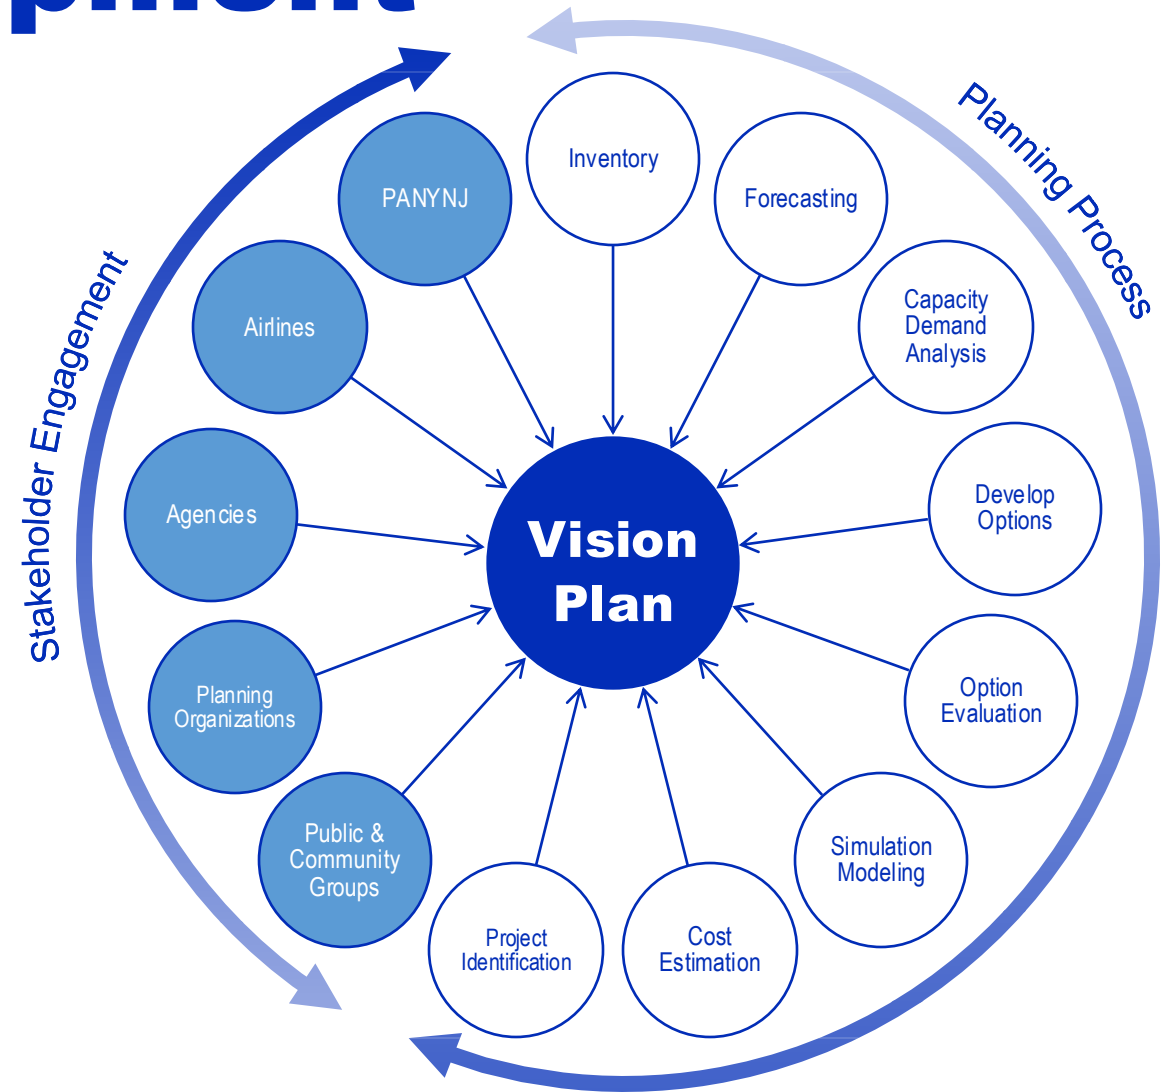 pment
Planning Process
Stakeholder Engagement
Inventory
Forecasting
Capacity
Demand
Analysis
Develop
Options
Option
Evaluation
Simulation
Modeling
Cost
Estimation
Project
Identification
Public &
Community
Groups
Planning
Organizations
Agencies
Airlines
PANYNJ
Vision
Plan